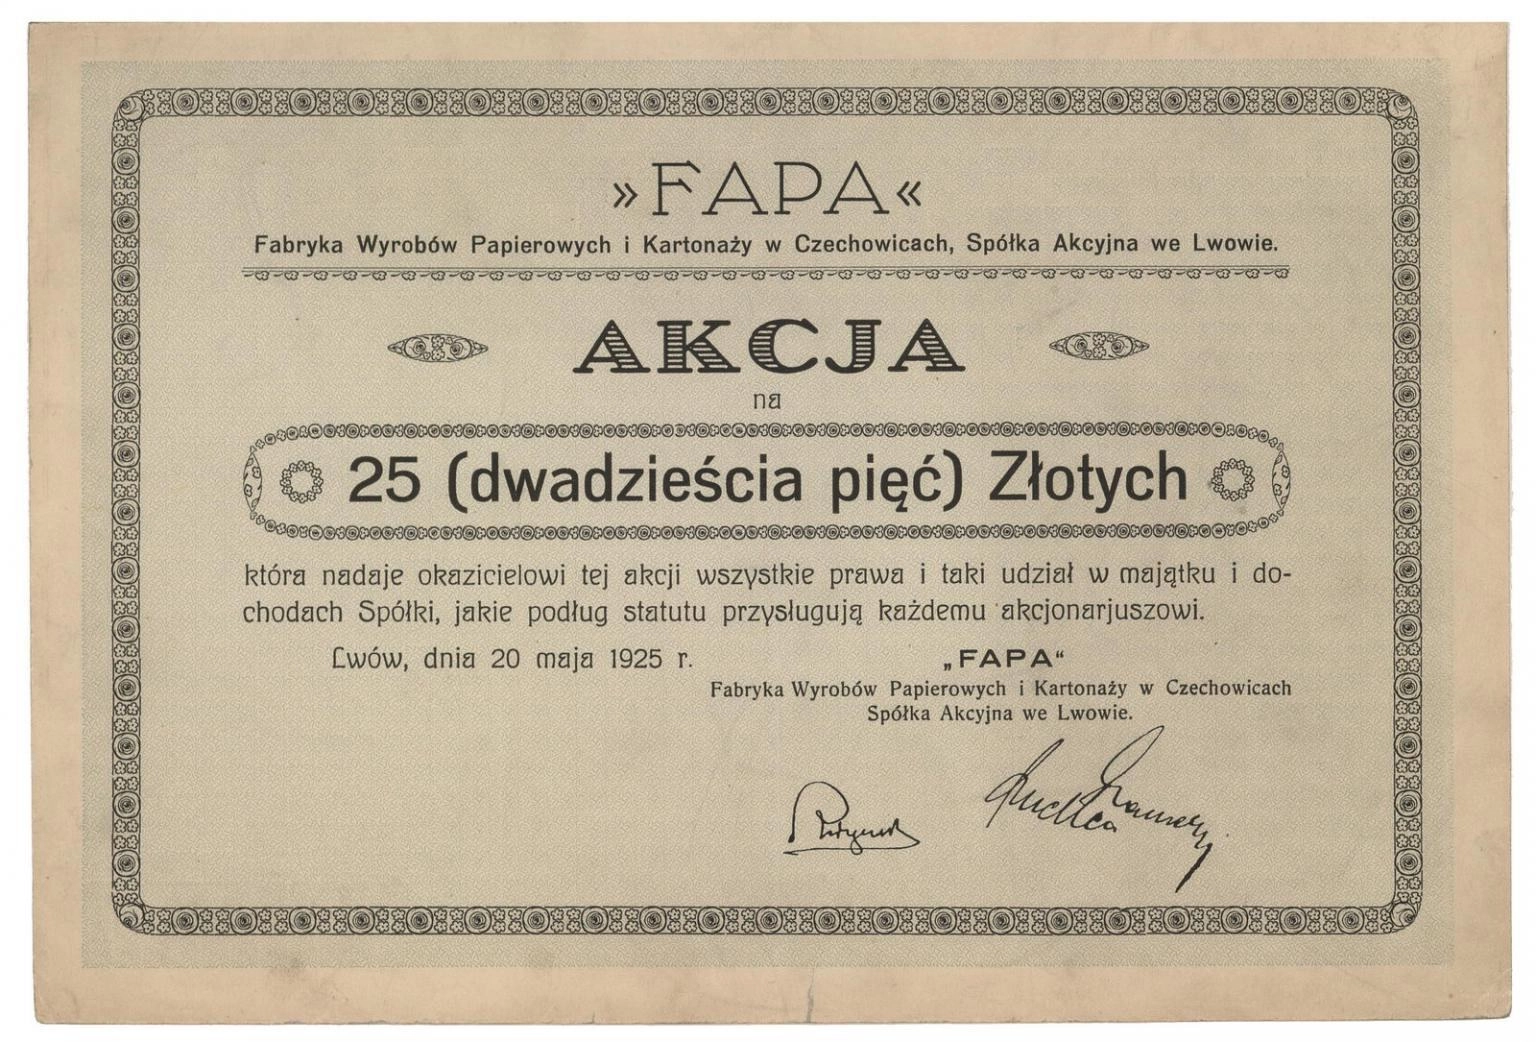 »FAPA«
Fabryka Wyrobów Papierowych i Kartonaży w Czechowicach, Spółka Akcyjna we Lwowie.
AKCJA
na
25 (dwadzieścia pięć) Złotych
która nadaje okazicielowi tej akcji wszystkie prawa i taki udział w majątku i do-
chodach Spółki, jakie podług statutu przysługują każdemu akcjonarjuszowi.
Lwów, dnia 20 maja 1925 r.
„FAPA“
Fabryka Wyrobów Papierowych i Kartonaży w Czechowicach
Spółka Akcyjna we Lwowie.